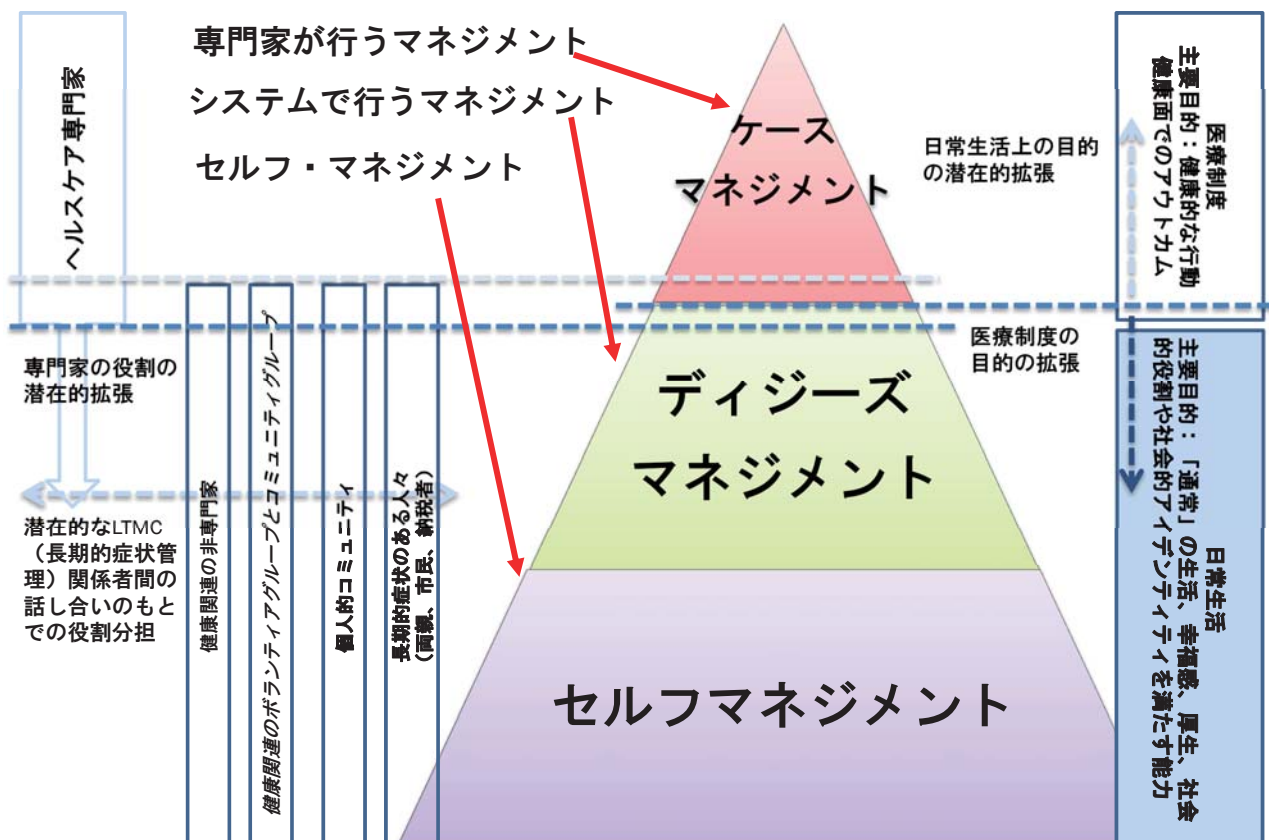 専門家が行うマネジメント
システムで行うマネジメント
セルフ・マネジメント
ヘルスケア専門家
専門家の役割の
潜在的拡張
潜在的なLTMC
(長期的症状管
理)関係者間の
話し合いのもと
での役割分担
健康関連の非専門家
健康関連のボランティアグループとコミュニティグループ
個人的コミュニティ
長期的症状のある人々
(両親、市民、納税者)
ケース
マネジメント
ディジーズ
マネジメント
セルフマネジメント
日常生活上の目的
の潜在的拡張
医療制度の
目的の拡張
医療制度
主要目的:健康的な行動
健康面でのアウトカム
日常生活
主要目的:「通常」の生活、幸福感、厚生、社会
的役割や社会的アイデンティティを満たす能力